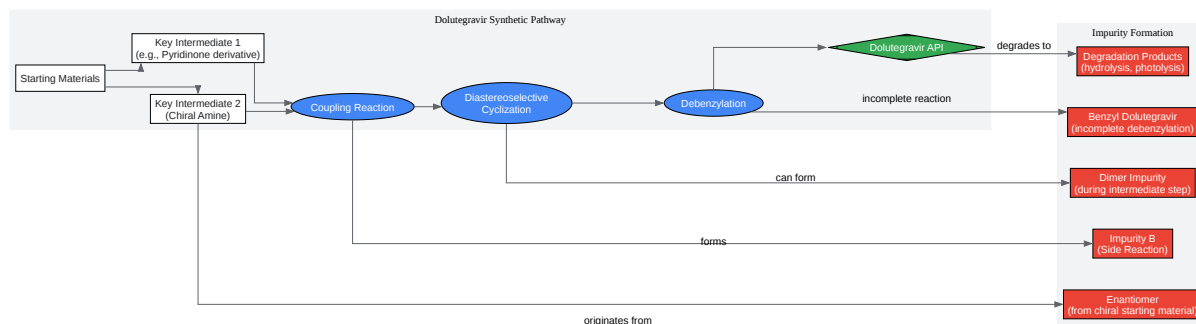 Dolutegravir Synthetic Pathway
Impurity Formation
Starting Materials
Key Intermediate 1
(e.g., Pyridinone derivative)
Key Intermediate 2
(Chiral Amine)
Coupling Reaction
Diastereoselective
Cyclization
Debenzylation
Dolutegravir API
degrades to
Degradation Products
(hydrolysis, photolysis)
incomplete reaction
Benzyl Dolutegravir
(incomplete debenzylation)
can form
Dimer Impurity
(during intermediate step)
forms
Impurity B
(Side Reaction)
originates from
Enantiomer
(from chiral starting material)